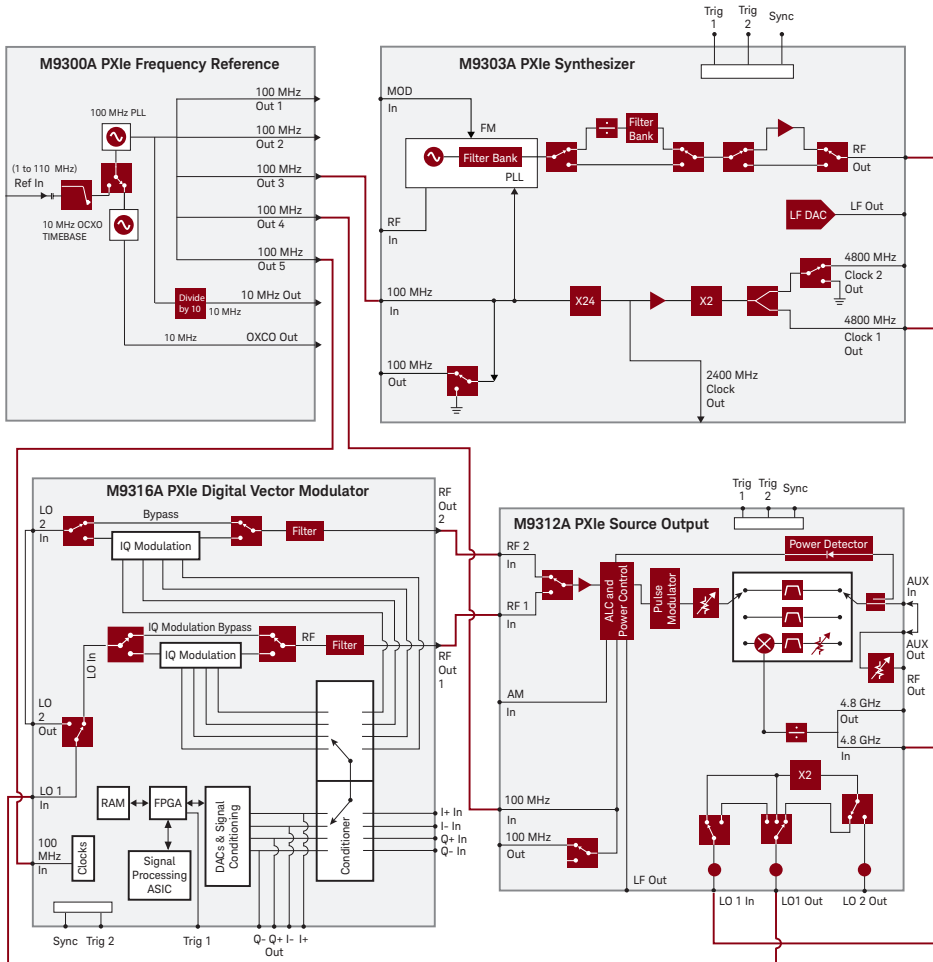 M9300A PXIe Frequency Reference
100 MHz
Out 1
100 MHz PLL
100 MHz
Out 2
(1 to 110 MHz)
Ref In
100 MHz
Out 3
10 MHz OCXO
TIMEBASE
100 MHz
Out 4
100 MHz
Out 5
Divide
by 10
10 MHz Out
10 MHz
10 MHz
OXCO Out
Trig
1
Trig
2
Sync
M9303A PXIe Synthesizer
MOD
In
FM
Filter Bank
PLL
Filter
Bank
RF
Out
RF
In
LF DAC
LF Out
100 MHz
In
X24
X2
4800 MHz
Clock 2
Out
4800 MHz
Clock 1
Out
100 MHz
Out
2400 MHz
Clock
Out
M9316A PXIe Digital Vector Modulator
LO
2
In
Bypass
IQ Modulation
Filter
RF
Out
2
IQ Modulation Bypass
IQ Modulation
RF
Filter
RF
Out
1
LO In
LO
2
Out
LO 1
In
RAM
FPGA
DACs & Signal
Conditioning
Conditioner
I+ In
I- In
Q+ In
Q- In
100
MHz
In
Clocks
Signal
Processing
ASIC
Sync
Trig 2
Trig 1
Q- Q+ I- I+
Out
Trig
1
Trig
2
Sync
M9312A PXIe Source Output
RF 2
In
RF 1
In
ALC and
Power Control
Pulse
Modulator
Power Detector
AUX
In
AUX
Out
RF
Out
AM
In
4.8 GHz
Out
4.8 GHz
In
100 MHz
In
100 MHz
Out
X2
LF Out
LO 1 In
LO1 Out
LO 2 Out